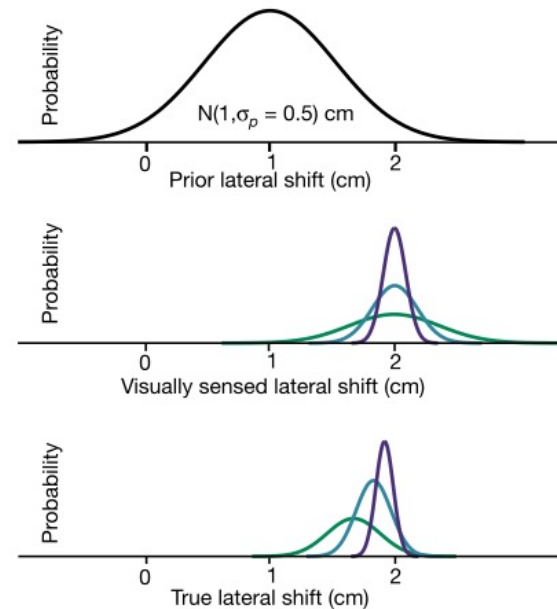 Probability
N(1,σₚ = 0.5) cm
0 1 2
Prior lateral shift (cm)
Probability
0 1 2
Visually sensed lateral shift (cm)
Probability
0 1 2
True lateral shift (cm)